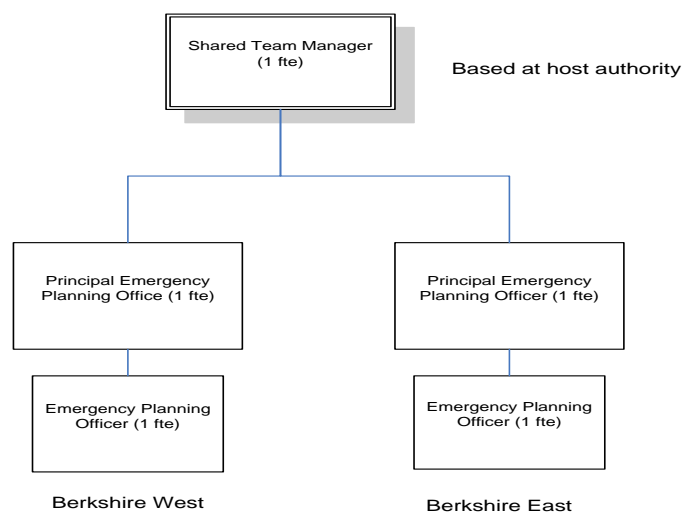 Shared Team Manager
(1 fte)
Based at host authority
Principal Emergency
Planning Office (1 fte)
Principal Emergency
Planning Officer (1 fte)
Emergency Planning
Officer (1 fte)
Emergency Planning
Officer (1 fte)
Berkshire West
Berkshire East